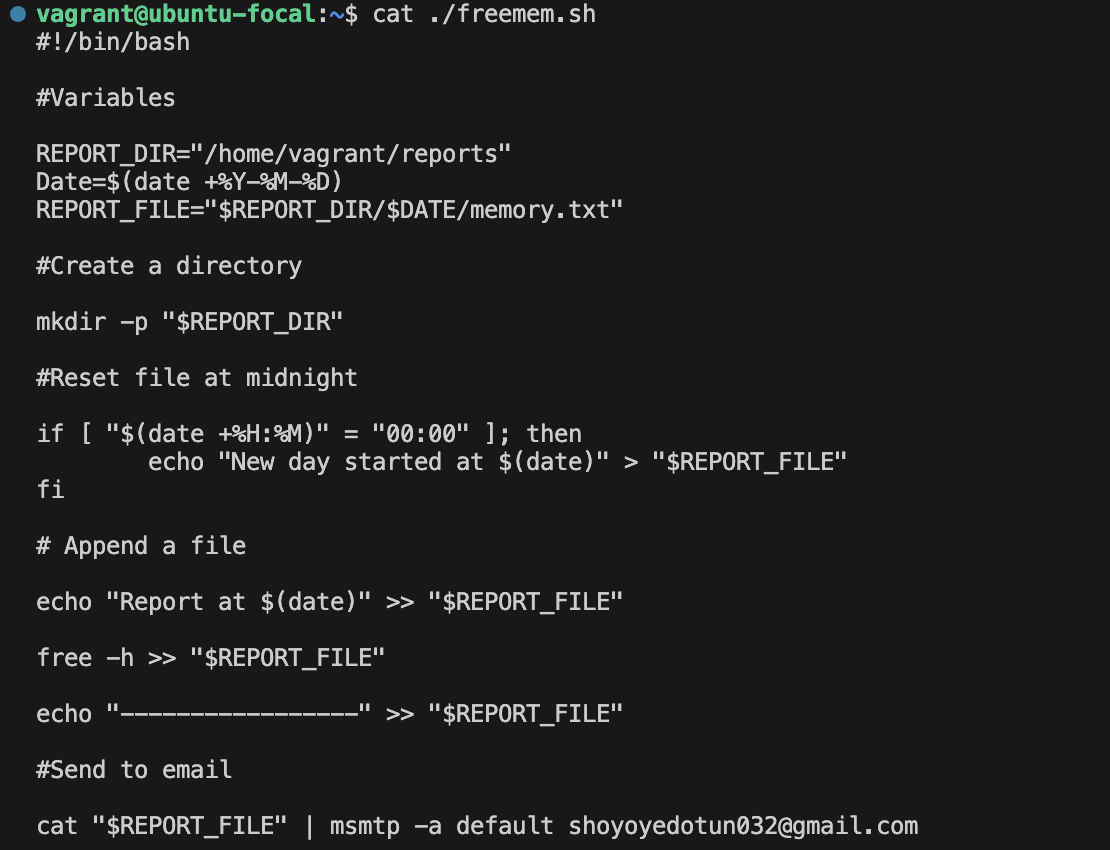 vagrant@ubuntu-focal:~$ cat ./freemem.sh
#!/bin/bash
#Variables
REPORT_DIR="/home/vagrant/reports"
Date=$(date +%Y-%M-%D)
REPORT_FILE="$REPORT_DIR/$DATE/memory.txt"
#Create a directory
mkdir -p "$REPORT_DIR"
#Reset file at midnight
if [ "$(date +%H:%M)" = "00:00" ]; then
        echo "New day started at $(date)" > "$REPORT_FILE"
fi
# Append a file
echo "Report at $(date)" >> "$REPORT_FILE"
free -h >> "$REPORT_FILE"
echo "-----------------" >> "$REPORT_FILE"
#Send to email
cat "$REPORT_FILE" | msmtp -a default shoyoyedotun032@gmail.com